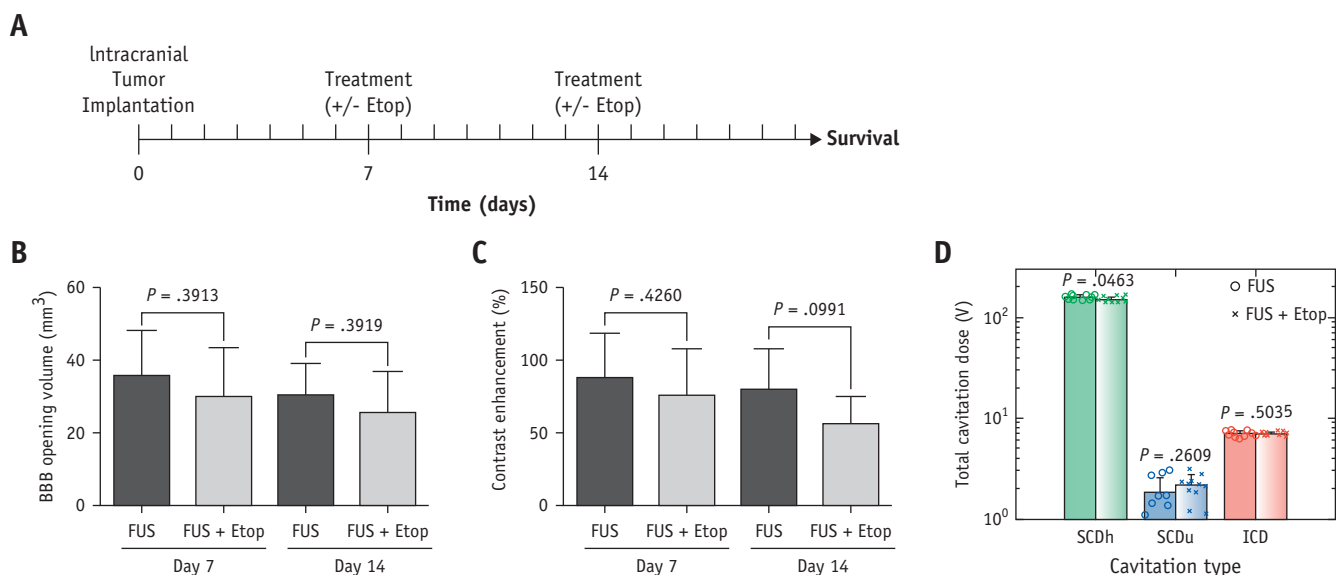 A
Intracranial
Tumor
Implantation
Treatment
(+/- Etop)
Treatment
(+/- Etop)
Survival
0
7
14
Time (days)
B
BBB opening volume (mm³)
60
40
20
0
P = .3913
P = .3919
FUS
FUS + Etop
FUS
FUS + Etop
Day 7
Day 14
C
Contrast enhancement (%)
150
100
50
0
P = .4260
P = .0991
FUS
FUS + Etop
FUS
FUS + Etop
Day 7
Day 14
D
Total cavitation dose (V)
10²
10¹
10⁰
P = .0463
P = .2609
P = .5035
FUS
FUS + Etop
SCDh
SCDu
ICD
Cavitation type